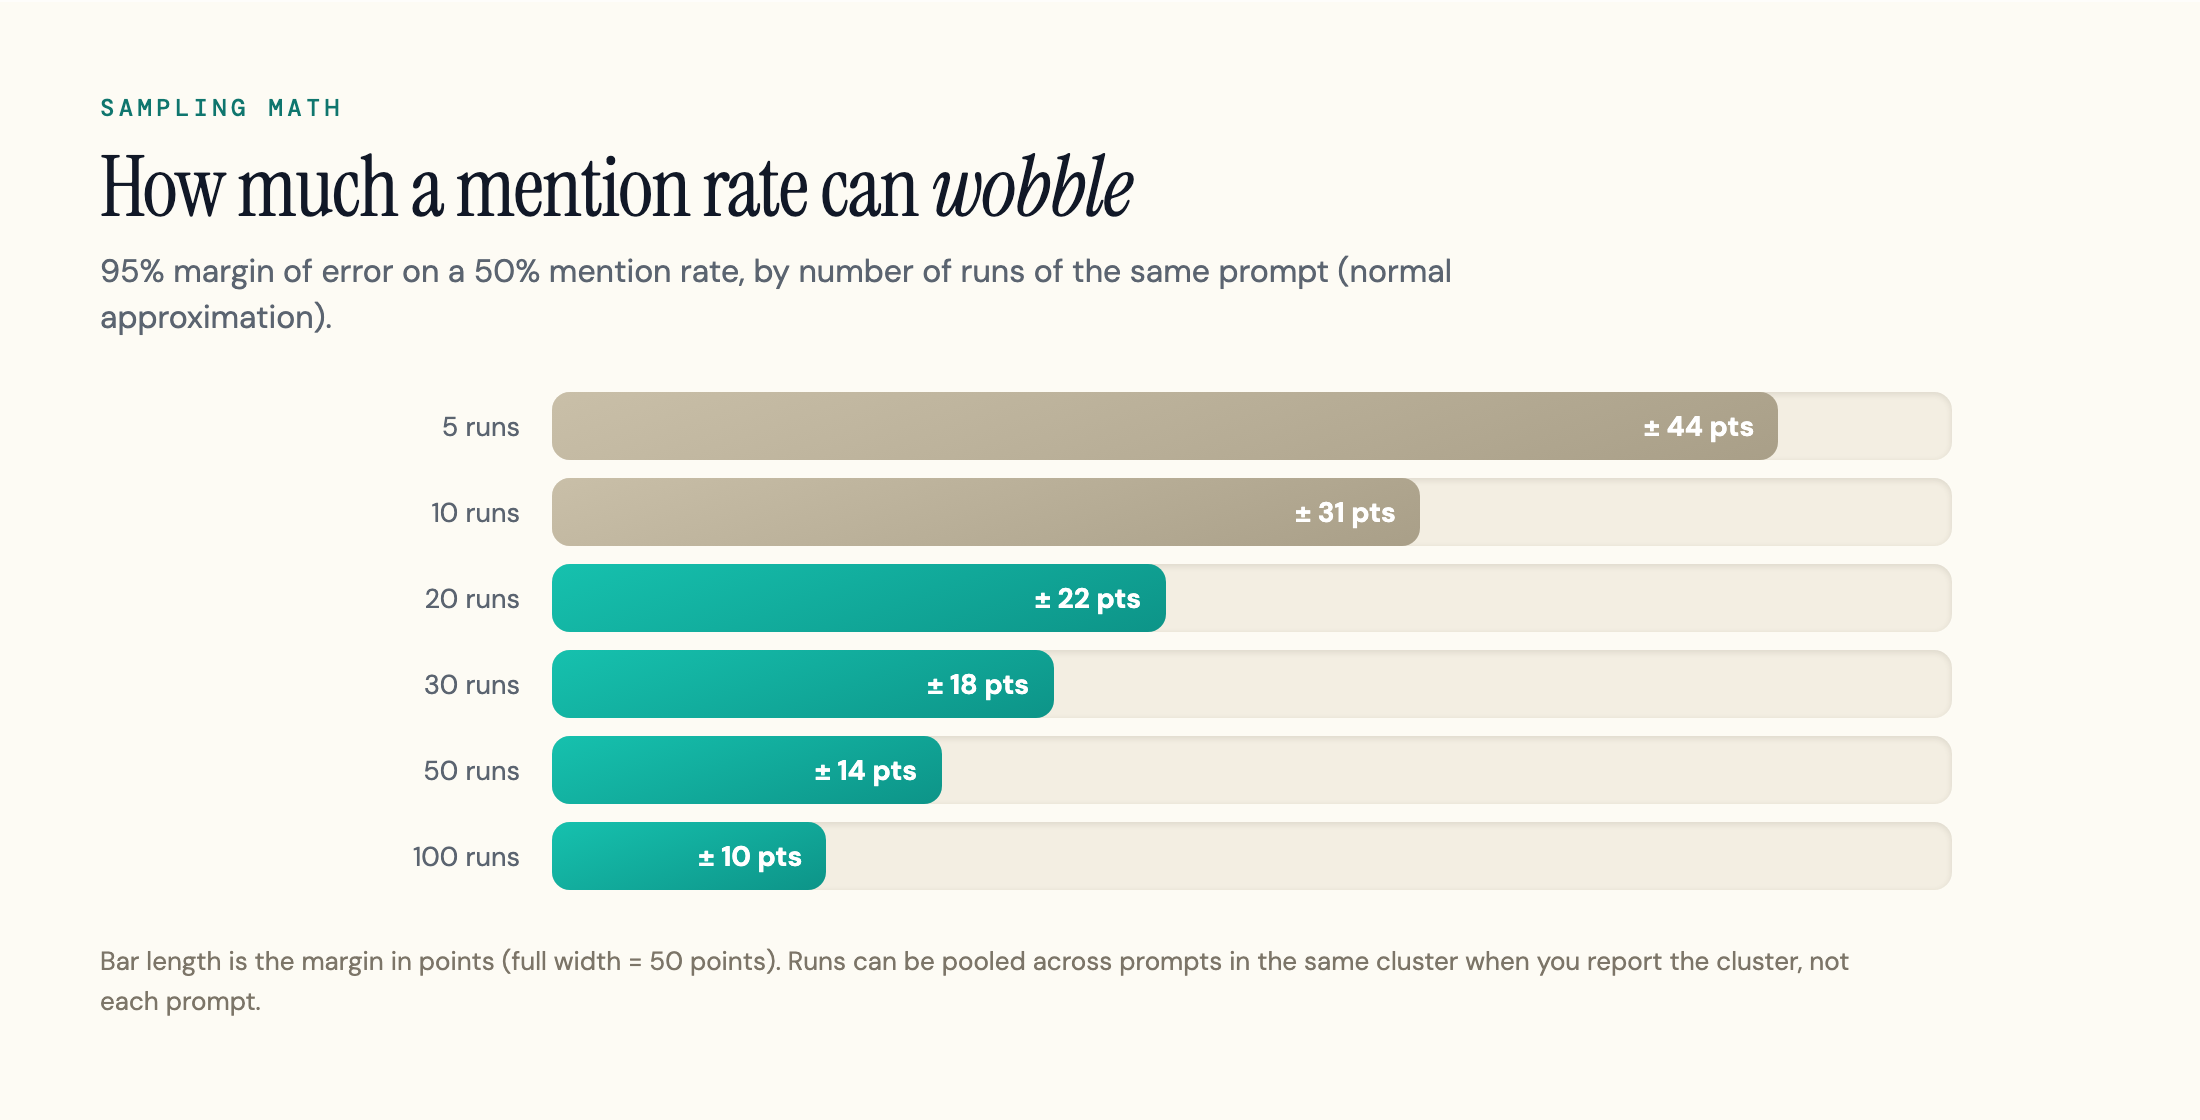 SAMPLING MATH
How much a mention rate can wobble
95% margin of error on a 50% mention rate, by number of runs of the same prompt (normal
approximation).
5 runs ± 44 pts
10 runs ± 31 pts
20 runs ± 22 pts
30 runs ± 18 pts
50 runs ± 14 pts
100 runs ± 10 pts
Bar length is the margin in points (full width = 50 points). Runs can be pooled across prompts in the same cluster when you report the cluster, not
each prompt.